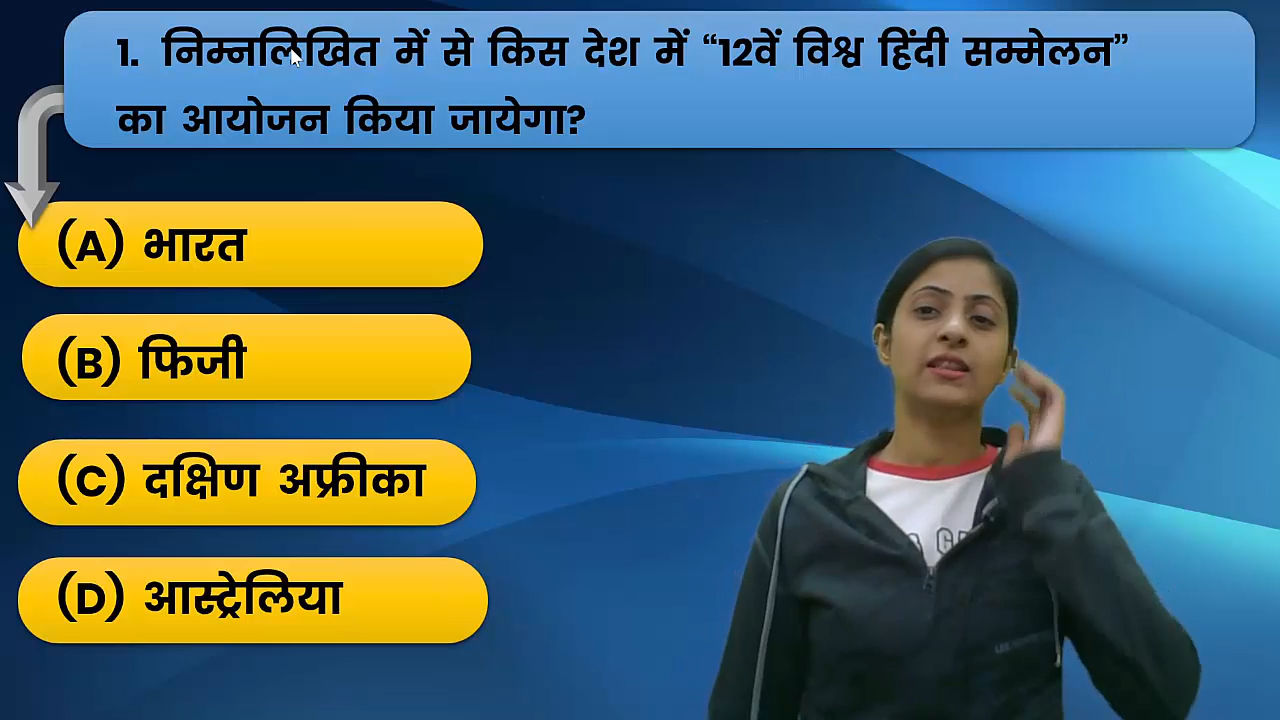 1. निम्नलिखित में से किस देश में “12वें विश्व हिंदी सम्मेलन”
का आयोजन किया जायेगा?
(A) भारत
(B) फिजी
(C) दक्षिण अफ्रीका
(D) आस्ट्रेलिया